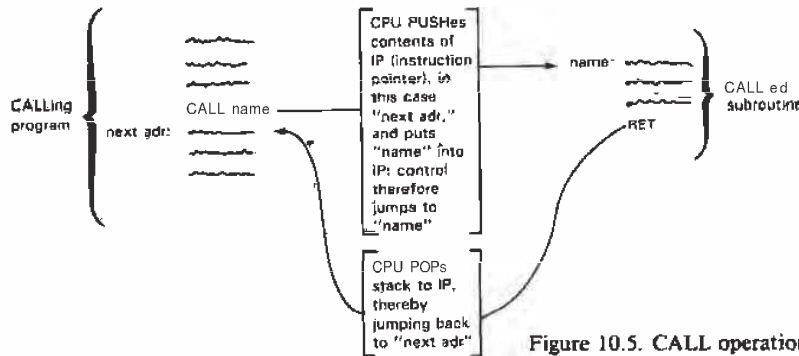 CALLing
program
CALL name
next adr:
CPU PUSHes
contents of
IP (instruction
pointer), in
this case
"next adr,"
and puts
"name" into
IP; control
therefore
jumps to
"name"
name:
RET
CALL ed
subroutine
CPU POPs
stack to IP,
thereby
jumping back
to "next adr"
Figure 10.5. CALL operation